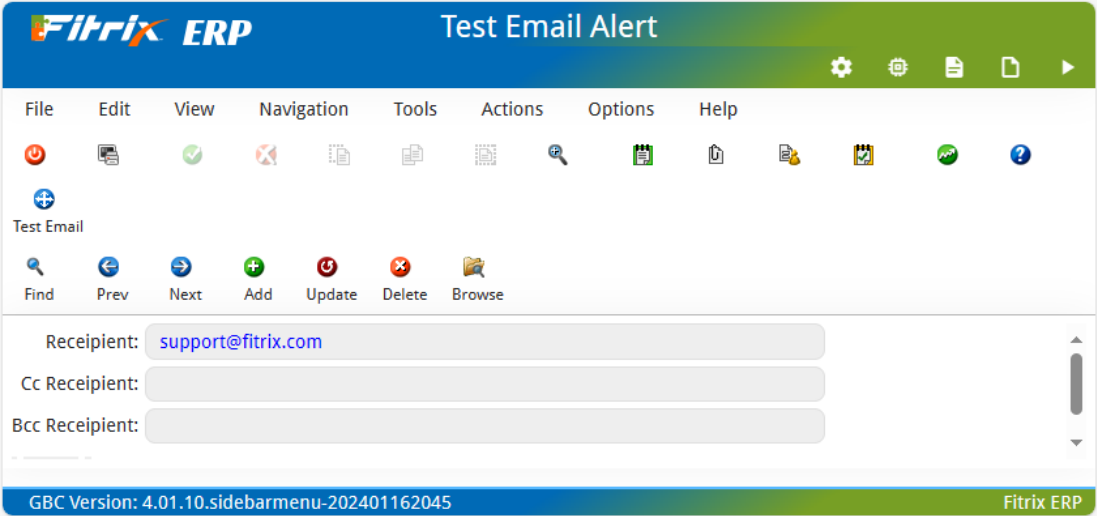 Fitrix ERP
Test Email Alert
File Edit View Navigation Tools Actions Options Help
Test Email
Find Prev Next Add Update Delete Browse
Receipient: support@fitrix.com
Cc Receipient:
Bcc Receipient:
GBC Version: 4.01.10.sidebarmenu-202401162045 Fitrix ERP